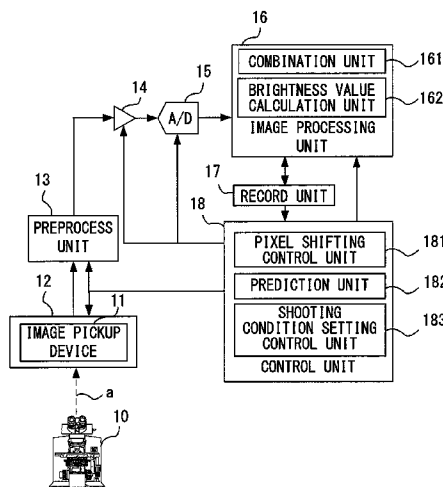 16
COMBINATION UNIT
161
BRIGHTNESS VALUE
CALCULATION UNIT
162
IMAGE PROCESSING
UNIT
14
15
A/D
17
RECORD UNIT
13
PREPROCESS
UNIT
18
PIXEL SHIFTING
CONTROL UNIT
181
PREDICTION UNIT
182
SHOOTING
CONDITION SETTING
CONTROL UNIT
183
CONTROL UNIT
12
11
IMAGE PICKUP
DEVICE
a
10